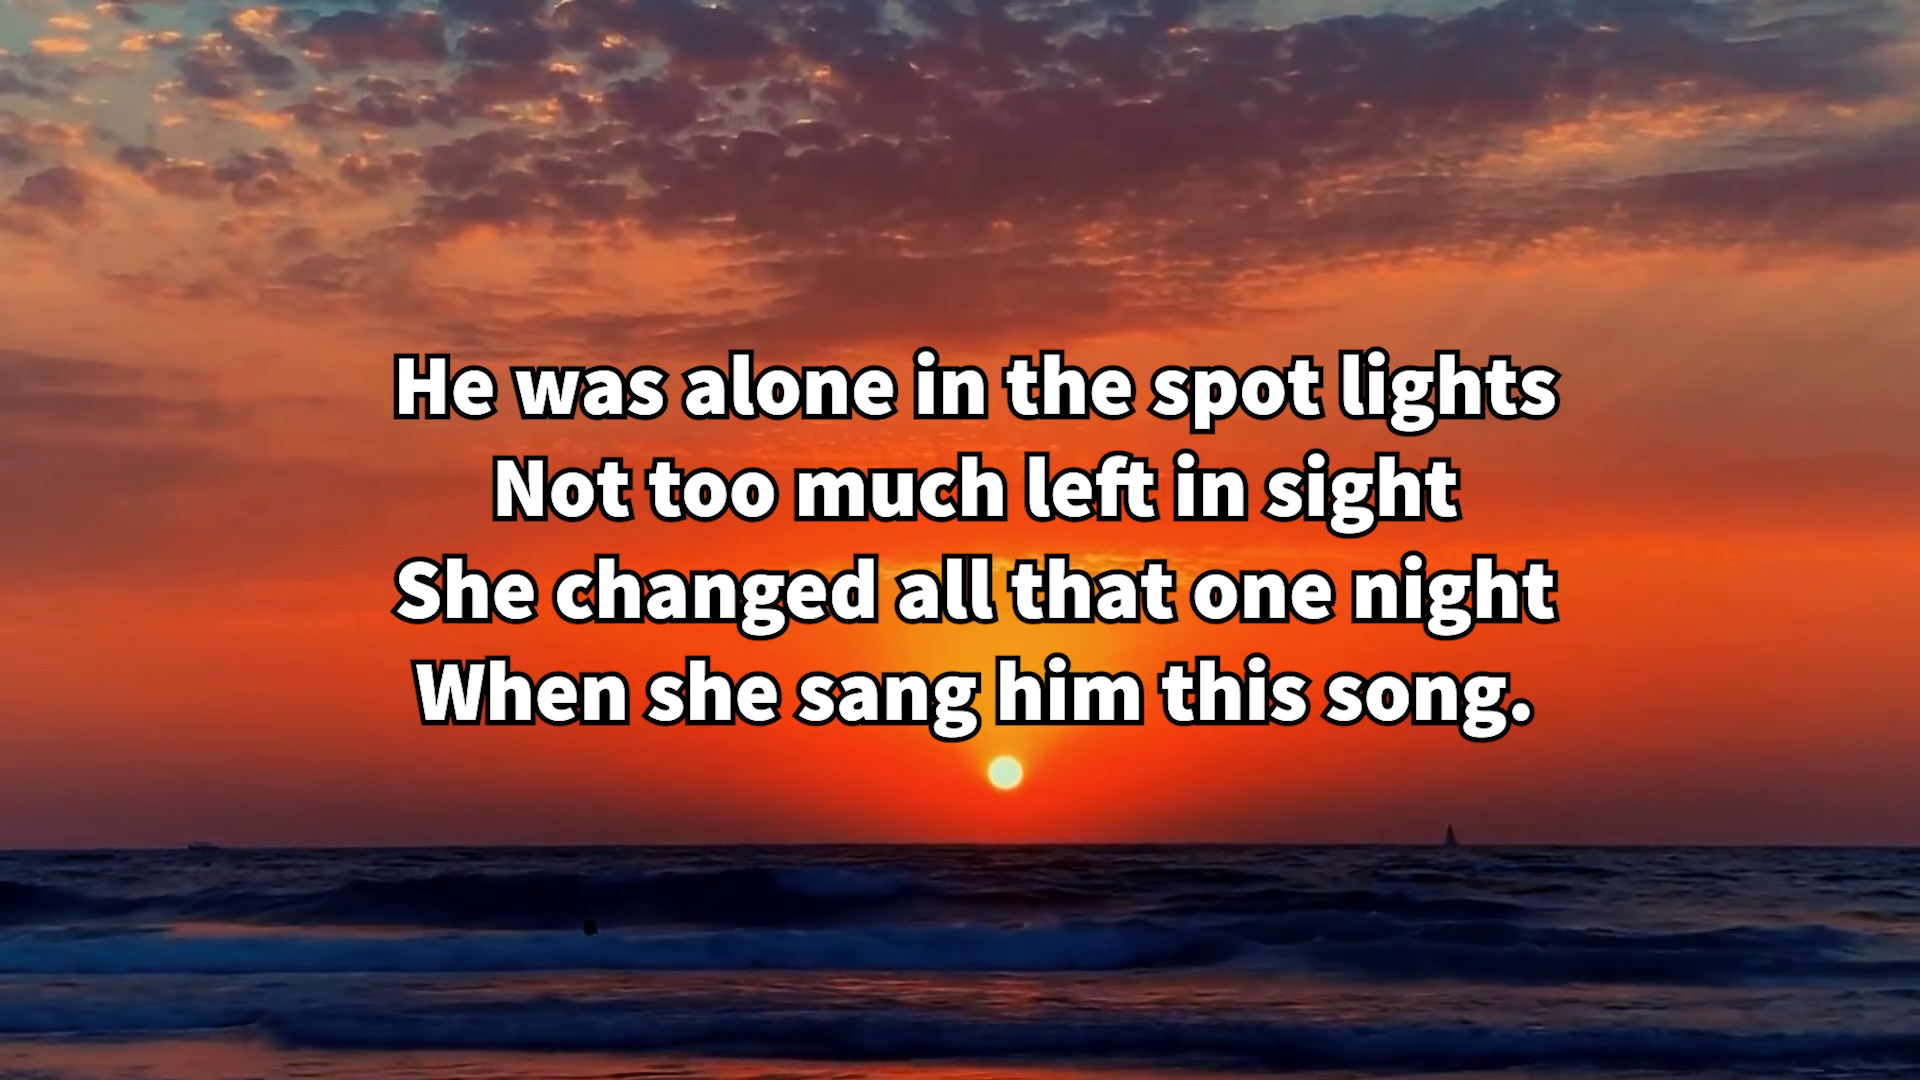 He was alone in the spot lights
Not too much left in sight
She changed all that one night
When she sang him this song.